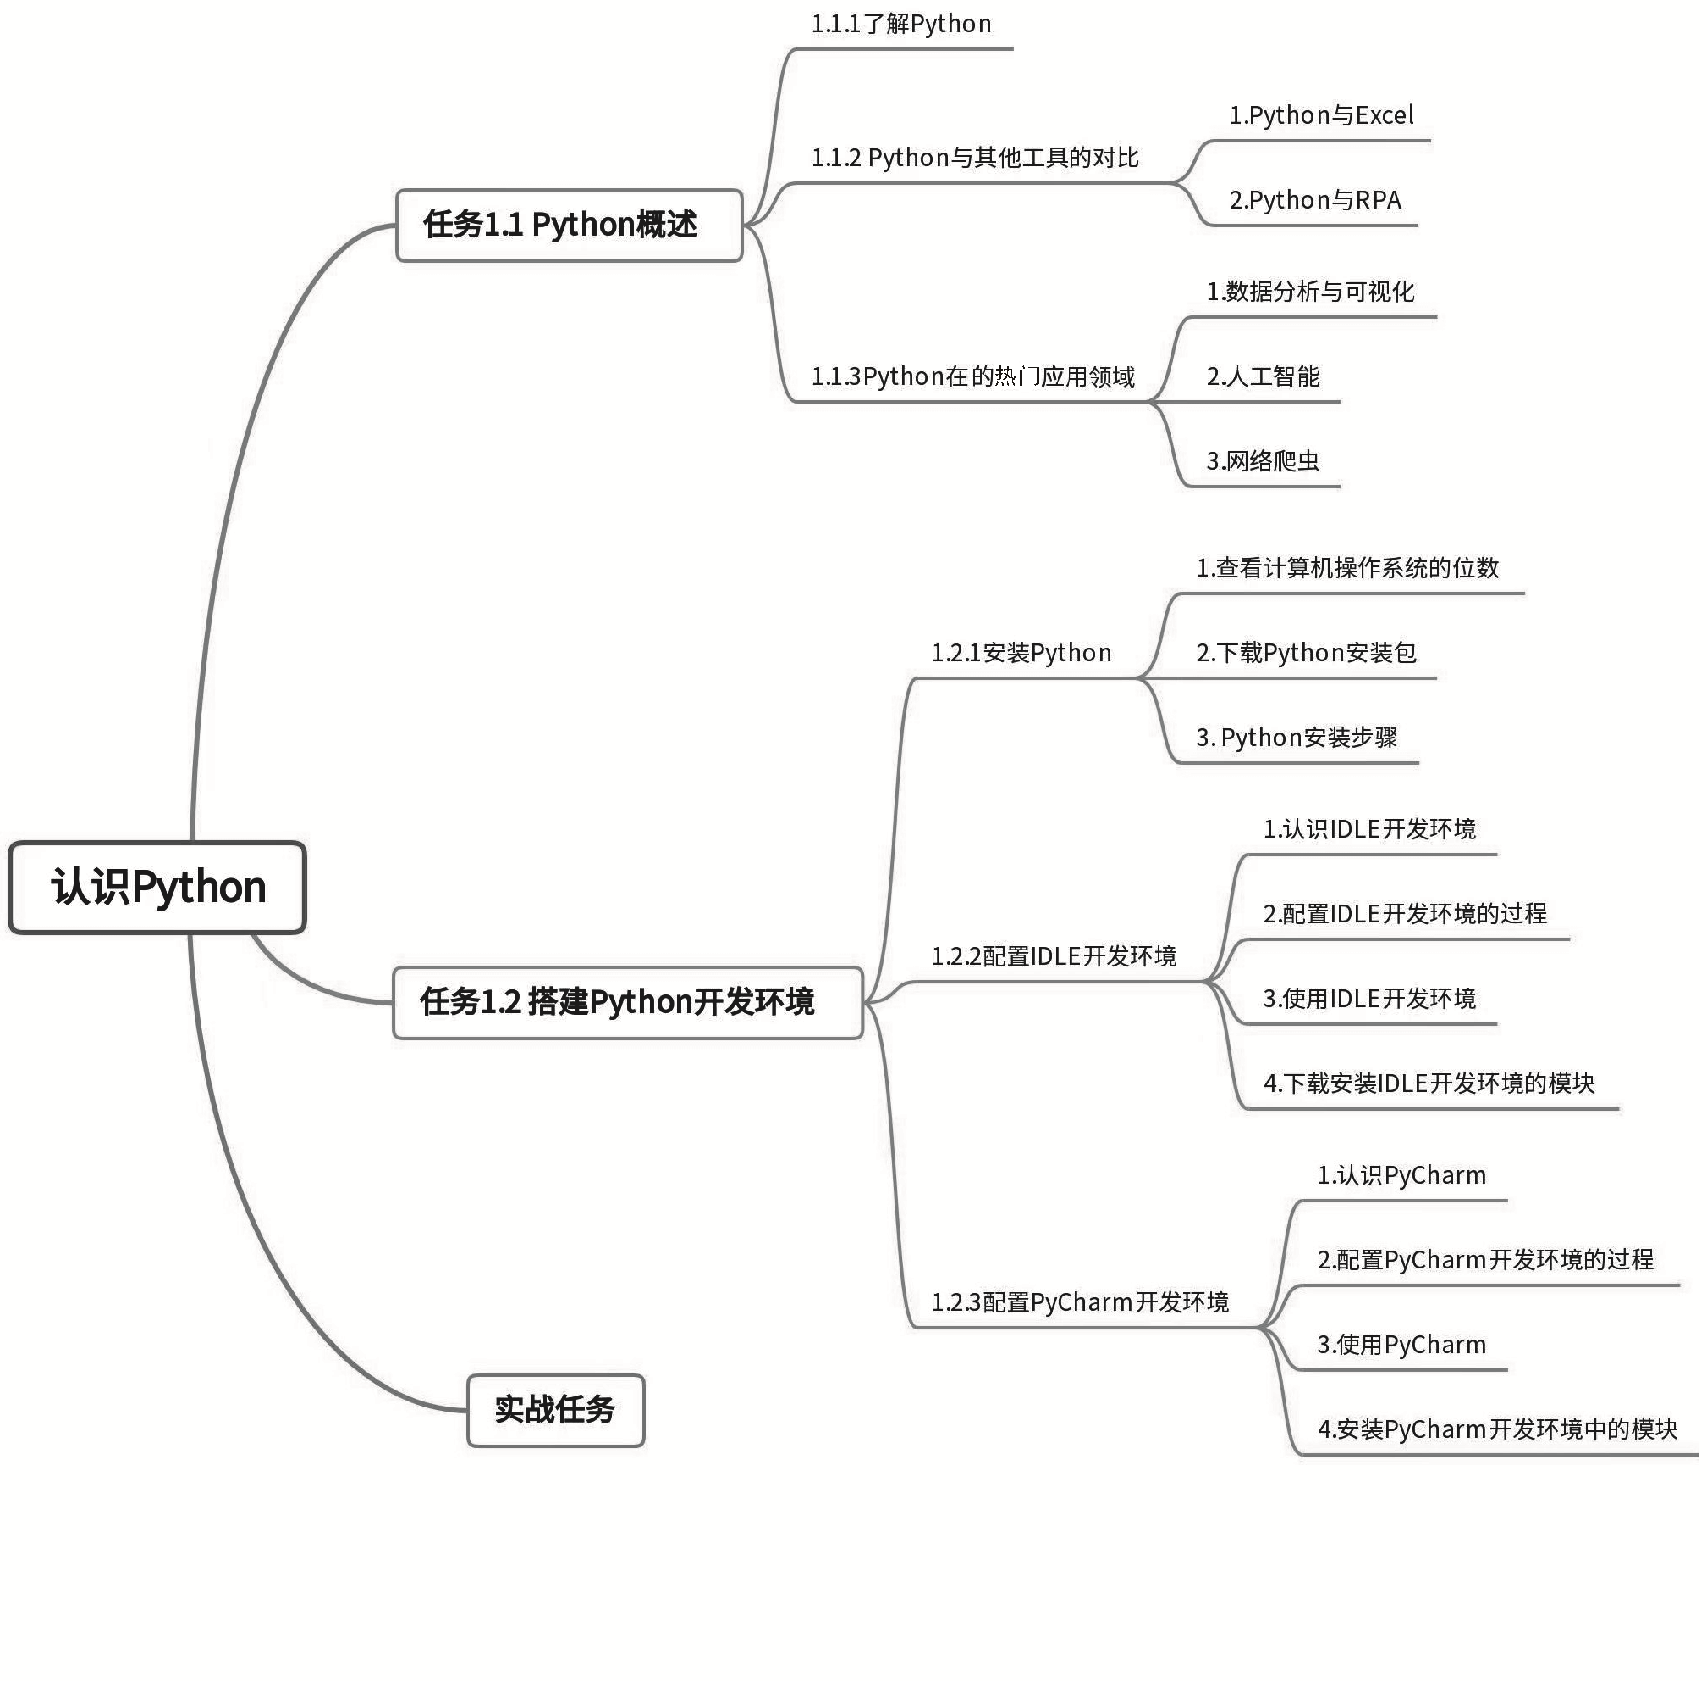 认识Python
任务1.1 Python概述
1.1.1了解Python
1.1.2 Python与其他工具的对比
1.Python与Excel
2.Python与RPA
1.1.3Python在的热门应用领域
1.数据分析与可视化
2.人工智能
3.网络爬虫
任务1.2 搭建Python开发环境
1.2.1安装Python
1.查看计算机操作系统的位数
2.下载Python安装包
3. Python安装步骤
1.2.2配置IDLE开发环境
1.认识IDLE开发环境
2.配置IDLE开发环境的过程
3.使用IDLE开发环境
4.下载安装IDLE开发环境的模块
1.2.3配置PyCharm开发环境
1.认识PyCharm
2.配置PyCharm开发环境的过程
3.使用PyCharm
4.安装PyCharm开发环境中的模块
实战任务